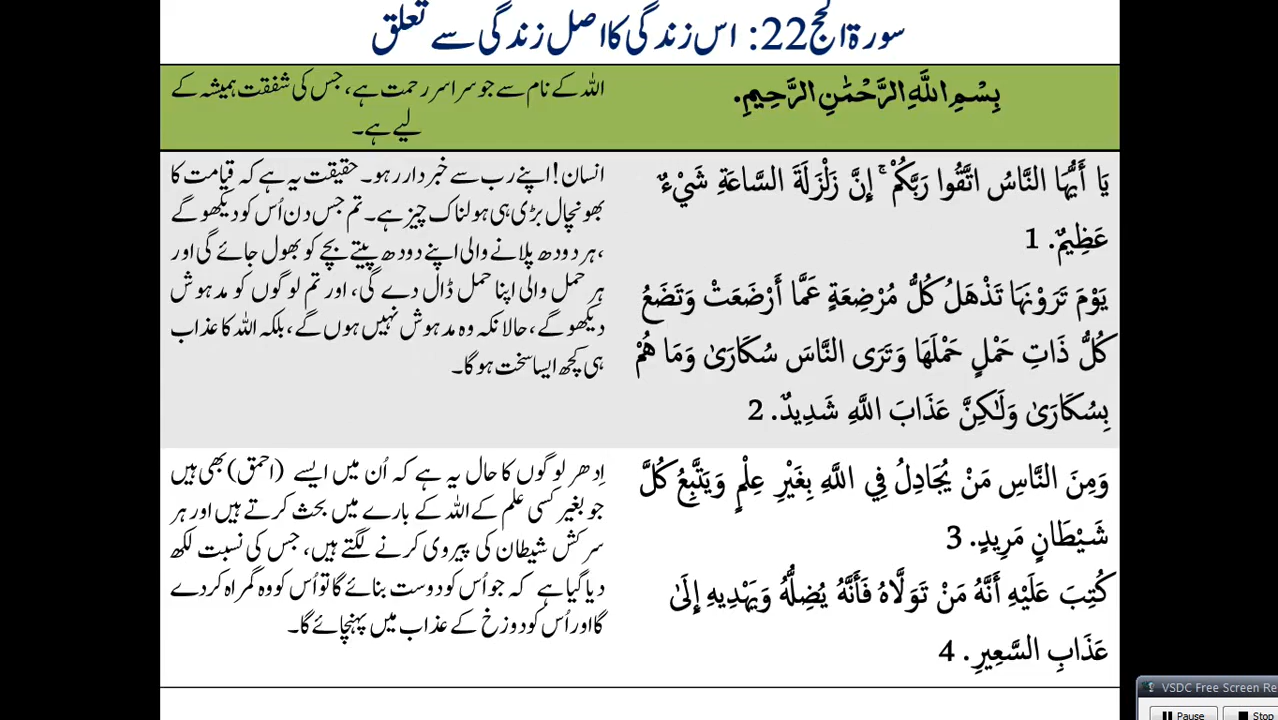 سورۃ الحج 22: اس زندگی کا اصل زندگی سے تعلق
بِسْمِ اللَّهِ الرَّحْمَٰنِ الرَّحِيمِ.
اللہ کے نام سے جو سراسر رحمت ہے، جس کی شفقت ہمیشہ کے
لیے ہے۔
يَا أَيُّهَا النَّاسُ اتَّقُوا رَبَّكُمْ ۚ إِنَّ زَلْزَلَةَ السَّاعَةِ شَيْءٌ
عَظِيمٌ. 1
يَوْمَ تَرَوْنَهَا تَذْهَلُ كُلُّ مُرْضِعَةٍ عَمَّا أَرْضَعَتْ وَتَضَعُ
كُلُّ ذَاتِ حَمْلٍ حَمْلَهَا وَتَرَى النَّاسَ سُكَارَىٰ وَمَا هُمْ
بِسُكَارَىٰ وَلَٰكِنَّ عَذَابَ اللَّهِ شَدِيدٌ. 2
انسان! اپنے رب سے خبردار رہو۔ حقیقت یہ ہے کہ قیامت کا
بھونچال بڑی ہی ہولناک چیز ہے۔ تم جس دن اُس کو دیکھو گے
،ہر دودھ پلانے والی اپنے دودھ پیتے بچے کو بھول جائے گی اور
ہر حمل والی اپنا حمل ڈال دے گی، اور تم لوگوں کو مدہوش
دیکھو گے، حالانکہ وہ مدہوش نہیں ہوں گے، بلکہ اللہ کا عذاب
ہی کچھ ایسا سخت ہو گا۔
وَمِنَ النَّاسِ مَنْ يُجَادِلُ فِي اللَّهِ بِغَيْرِ عِلْمٍ وَيَتَّبِعُ كُلَّ
شَيْطَانٍ مَرِيدٍ. 3
كُتِبَ عَلَيْهِ أَنَّهُ مَنْ تَوَلَّاهُ فَأَنَّهُ يُضِلُّهُ وَيَهْدِيهِ إِلَىٰ
عَذَابِ السَّعِيرِ. 4
اِدھر لوگوں کا حال یہ ہے کہ اُن میں ایسے (احمق) بھی ہیں
جو بغیر کسی علم کے اللہ کے بارے میں بحث کرتے ہیں اور ہر
سرکش شیطان کی پیروی کرنے لگتے ہیں، جس کی نسبت لکھ
دیا گیا ہے کہ جو اُس کو دوست بنائے گا تو اُس کو وہ گمراہ کر دے
گا اور اُس کو دوزخ کے عذاب میں پہنچائے گا۔
VSDC Free Screen Re
Pause
Stop